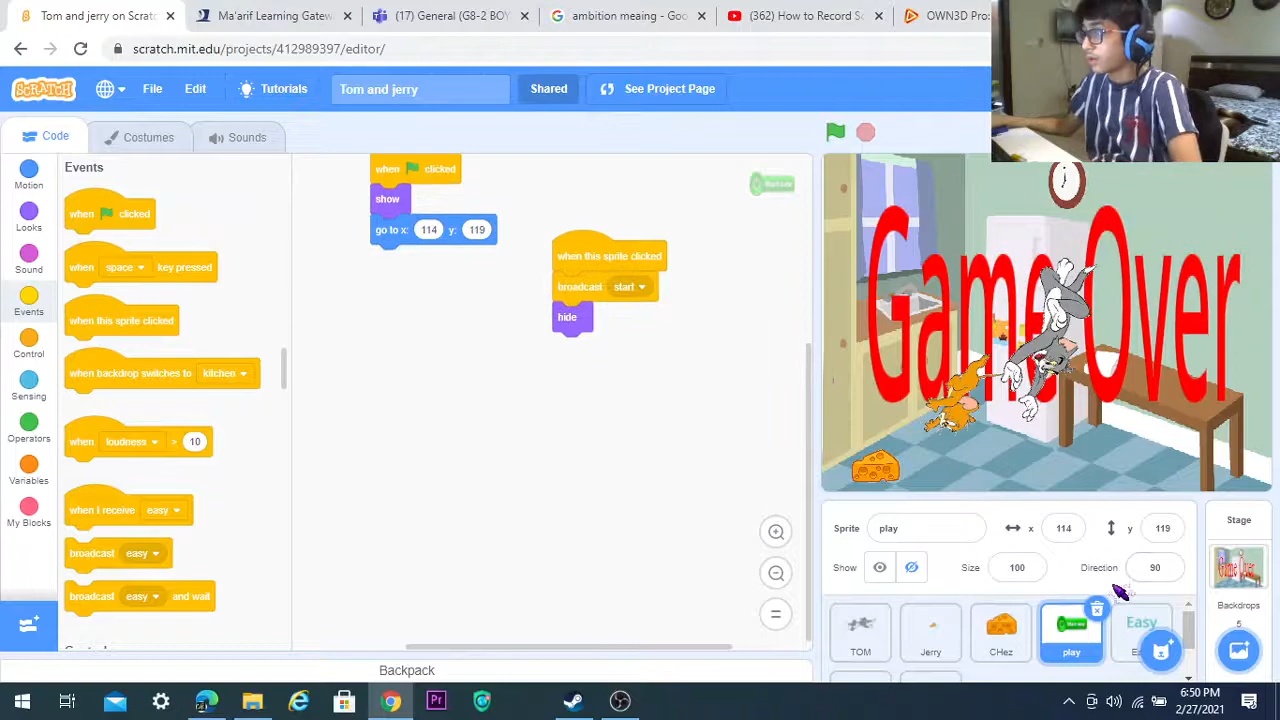 Tom and jerry on Scratc
Ma'arif Learning Gatew
(17) General (G8-2 BOY
ambition meaing - Goo
(362) How to Record Sc
OWN3D Pro:
scratch.mit.edu/projects/412989397/editor/
SCRATCH File Edit Tutorials Tom and jerry Shared See Project Page
Code Costumes Sounds
Motion
Looks
Sound
Events
Control
Sensing
Operators
Variables
My Blocks
Events
when clicked
when space key pressed
when this sprite clicked
when backdrop switches to kitchen
when loudness > 10
when I receive easy
broadcast easy
broadcast easy and wait
when clicked
show
go to x: 114 y: 119
when this sprite clicked
broadcast start
hide
Backpack
Game Over
Sprite play x 114 y 119
Show Size 100 Direction 90
TOM
Jerry
CHez
play
Easy
Stage
Game Over
Backdrops
5
Pr
6:50 PM
2/27/2021